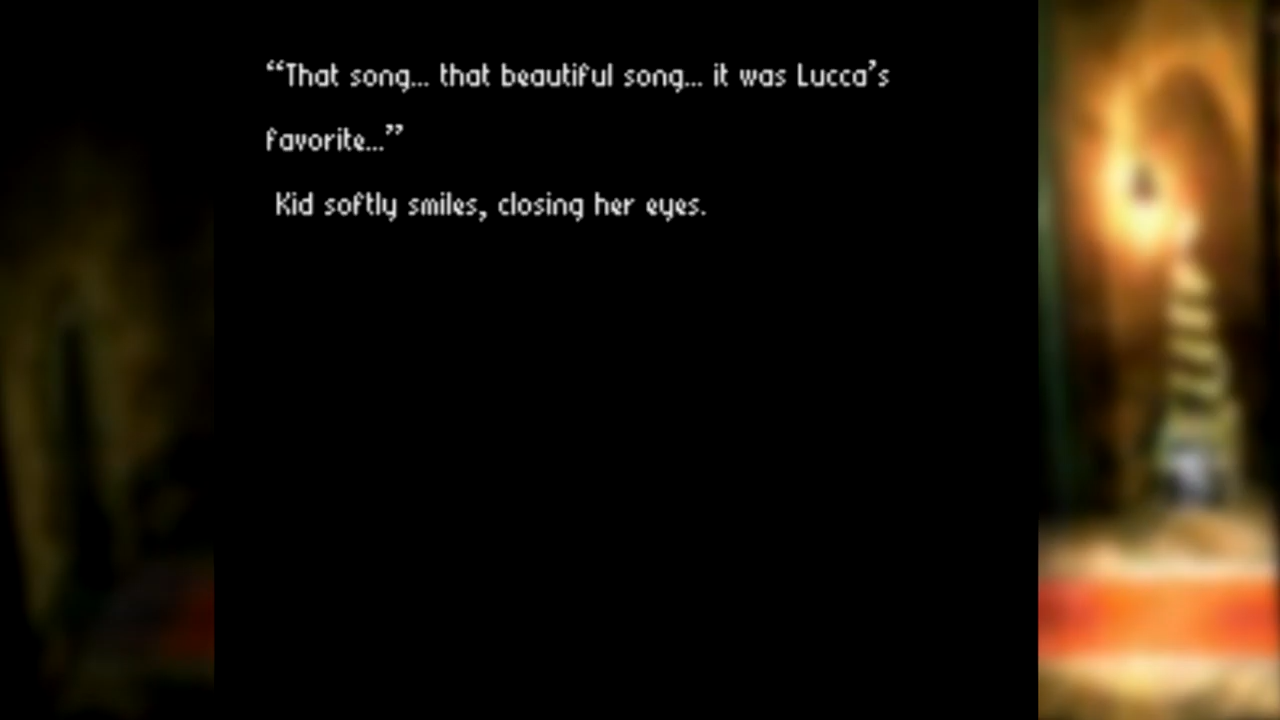 “That song... that beautiful song... it was Lucca’s
favorite...”
Kid softly smiles, closing her eyes.